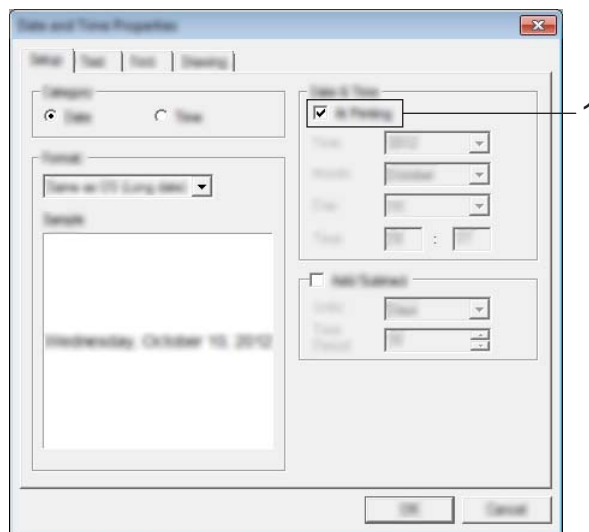 Date and Time Properties
Setup Text Font Drawing
Category
Date Time
Format
Same as OS (Long date)
Sample
Wednesday, October 10, 2012
Date & Time
At Printing
1
Year 2012
Month October
Day
Time :
Add/Subtract
Units Days
Time
Period
OK Cancel